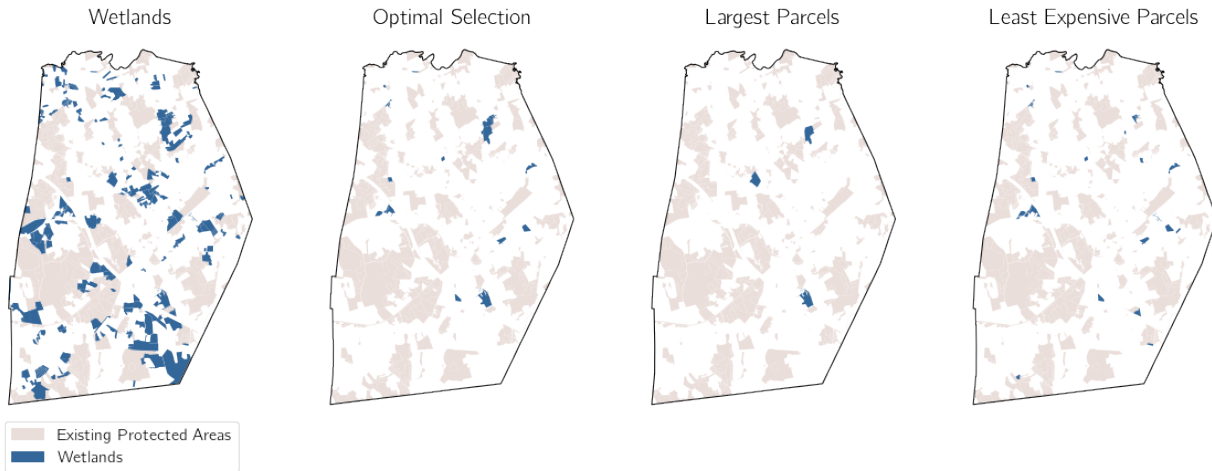 Wetlands
Optimal Selection
Largest Parcels
Least Expensive Parcels
Existing Protected Areas
Wetlands